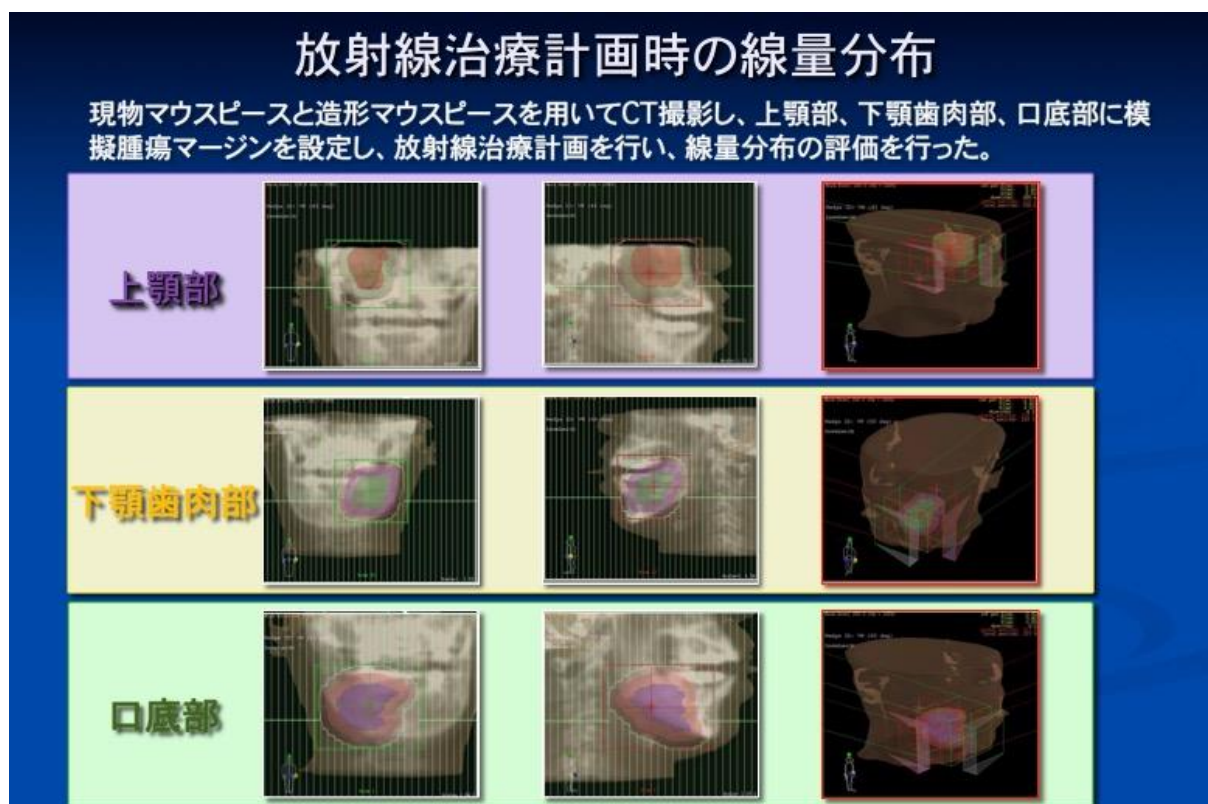 放射線治療計画時の線量分布
現物マウスピースと造形マウスピースを用いてCT撮影し、上顎部、下顎歯肉部、口底部に模
擬腫瘍マージンを設定し、放射線治療計画を行い、線量分布の評価を行った。
上顎部
下顎歯肉部
口底部